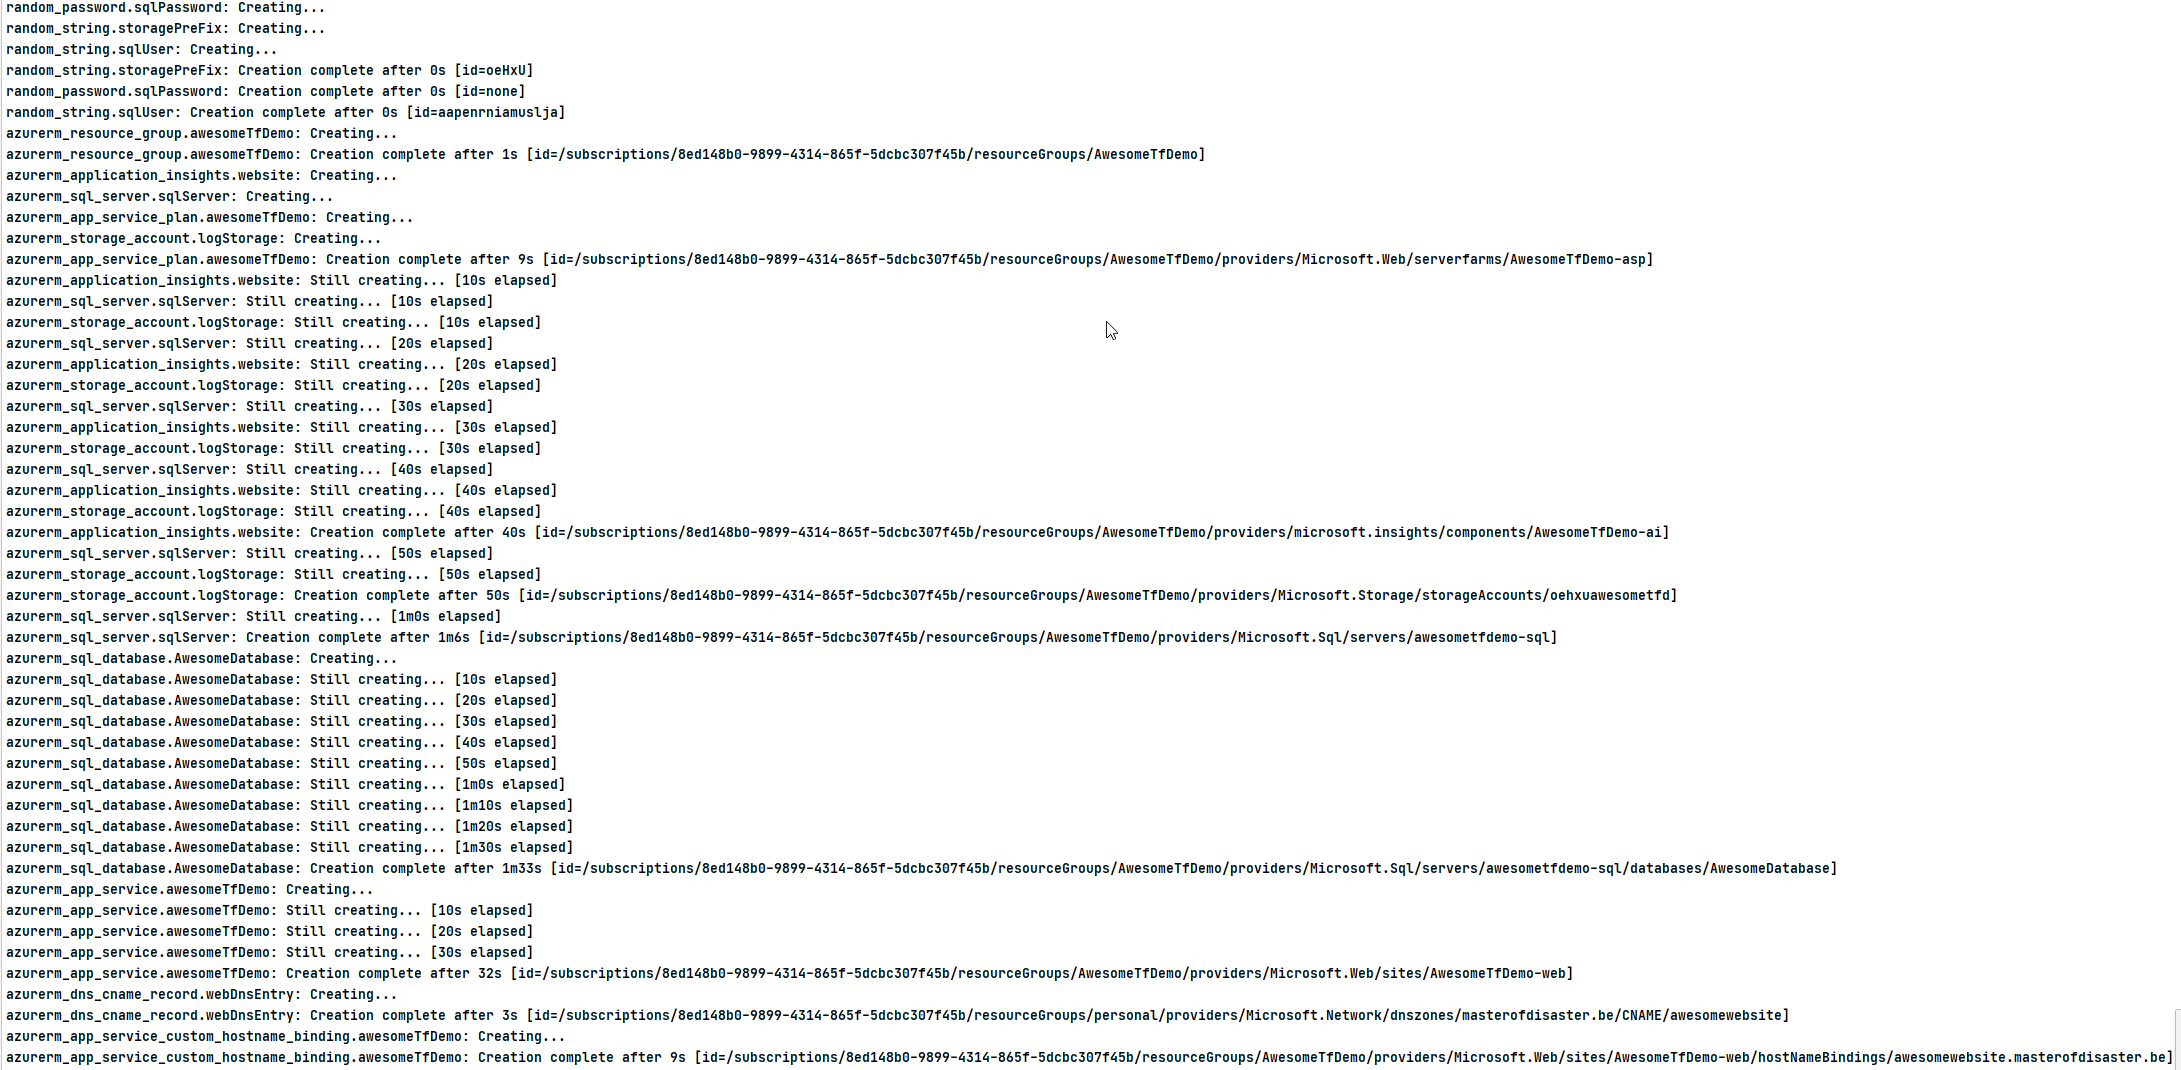 random_password.sqlPassword: Creating...
random_string.storagePreFix: Creating...
random_string.sqlUser: Creating...
random_string.storagePreFix: Creation complete after 0s [id=oeHxU]
random_password.sqlPassword: Creation complete after 0s [id=none]
random_string.sqlUser: Creation complete after 0s [id=aapenrniamuslja]
azurerm_resource_group.awesomeTfDemo: Creating...
azurerm_resource_group.awesomeTfDemo: Creation complete after 1s [id=/subscriptions/8ed148b0-9899-4314-865f-5dcbc307f45b/resourceGroups/AwesomeTfDemo]
azurerm_application_insights.website: Creating...
azurerm_sql_server.sqlServer: Creating...
azurerm_app_service_plan.awesomeTfDemo: Creating...
azurerm_storage_account.logStorage: Creating...
azurerm_app_service_plan.awesomeTfDemo: Creation complete after 9s [id=/subscriptions/8ed148b0-9899-4314-865f-5dcbc307f45b/resourceGroups/AwesomeTfDemo/providers/Microsoft.Web/serverfarms/AwesomeTfDemo-asp]
azurerm_application_insights.website: Still creating... [10s elapsed]
azurerm_sql_server.sqlServer: Still creating... [10s elapsed]
azurerm_storage_account.logStorage: Still creating... [10s elapsed]
azurerm_sql_server.sqlServer: Still creating... [20s elapsed]
azurerm_application_insights.website: Still creating... [20s elapsed]
azurerm_storage_account.logStorage: Still creating... [20s elapsed]
azurerm_sql_server.sqlServer: Still creating... [30s elapsed]
azurerm_application_insights.website: Still creating... [30s elapsed]
azurerm_storage_account.logStorage: Still creating... [30s elapsed]
azurerm_sql_server.sqlServer: Still creating... [40s elapsed]
azurerm_application_insights.website: Still creating... [40s elapsed]
azurerm_storage_account.logStorage: Still creating... [40s elapsed]
azurerm_application_insights.website: Creation complete after 40s [id=/subscriptions/8ed148b0-9899-4314-865f-5dcbc307f45b/resourceGroups/AwesomeTfDemo/providers/microsoft.insights/components/AwesomeTfDemo-ai]
azurerm_sql_server.sqlServer: Still creating... [50s elapsed]
azurerm_storage_account.logStorage: Still creating... [50s elapsed]
azurerm_storage_account.logStorage: Creation complete after 50s [id=/subscriptions/8ed148b0-9899-4314-865f-5dcbc307f45b/resourceGroups/AwesomeTfDemo/providers/Microsoft.Storage/storageAccounts/oehxuawesometfd]
azurerm_sql_server.sqlServer: Still creating... [1m0s elapsed]
azurerm_sql_server.sqlServer: Creation complete after 1m6s [id=/subscriptions/8ed148b0-9899-4314-865f-5dcbc307f45b/resourceGroups/AwesomeTfDemo/providers/Microsoft.Sql/servers/awesometfdemo-sql]
azurerm_sql_database.AwesomeDatabase: Creating...
azurerm_sql_database.AwesomeDatabase: Still creating... [10s elapsed]
azurerm_sql_database.AwesomeDatabase: Still creating... [20s elapsed]
azurerm_sql_database.AwesomeDatabase: Still creating... [30s elapsed]
azurerm_sql_database.AwesomeDatabase: Still creating... [40s elapsed]
azurerm_sql_database.AwesomeDatabase: Still creating... [50s elapsed]
azurerm_sql_database.AwesomeDatabase: Still creating... [1m0s elapsed]
azurerm_sql_database.AwesomeDatabase: Still creating... [1m10s elapsed]
azurerm_sql_database.AwesomeDatabase: Still creating... [1m20s elapsed]
azurerm_sql_database.AwesomeDatabase: Still creating... [1m30s elapsed]
azurerm_sql_database.AwesomeDatabase: Creation complete after 1m33s [id=/subscriptions/8ed148b0-9899-4314-865f-5dcbc307f45b/resourceGroups/AwesomeTfDemo/providers/Microsoft.Sql/servers/awesometfdemo-sql/databases/AwesomeDatabase]
azurerm_app_service.awesomeTfDemo: Creating...
azurerm_app_service.awesomeTfDemo: Still creating... [10s elapsed]
azurerm_app_service.awesomeTfDemo: Still creating... [20s elapsed]
azurerm_app_service.awesomeTfDemo: Still creating... [30s elapsed]
azurerm_app_service.awesomeTfDemo: Creation complete after 32s [id=/subscriptions/8ed148b0-9899-4314-865f-5dcbc307f45b/resourceGroups/AwesomeTfDemo/providers/Microsoft.Web/sites/AwesomeTfDemo-web]
azurerm_dns_cname_record.webDnsEntry: Creating...
azurerm_dns_cname_record.webDnsEntry: Creation complete after 3s [id=/subscriptions/8ed148b0-9899-4314-865f-5dcbc307f45b/resourceGroups/personal/providers/Microsoft.Network/dnszones/masterofdisaster.be/CNAME/awesomewebsite]
azurerm_app_service_custom_hostname_binding.awesomeTfDemo: Creating...
azurerm_app_service_custom_hostname_binding.awesomeTfDemo: Creation complete after 9s [id=/subscriptions/8ed148b0-9899-4314-865f-5dcbc307f45b/resourceGroups/AwesomeTfDemo/providers/Microsoft.Web/sites/AwesomeTfDemo-web/hostNameBindings/awesomewebsite.masterofdisaster.be]